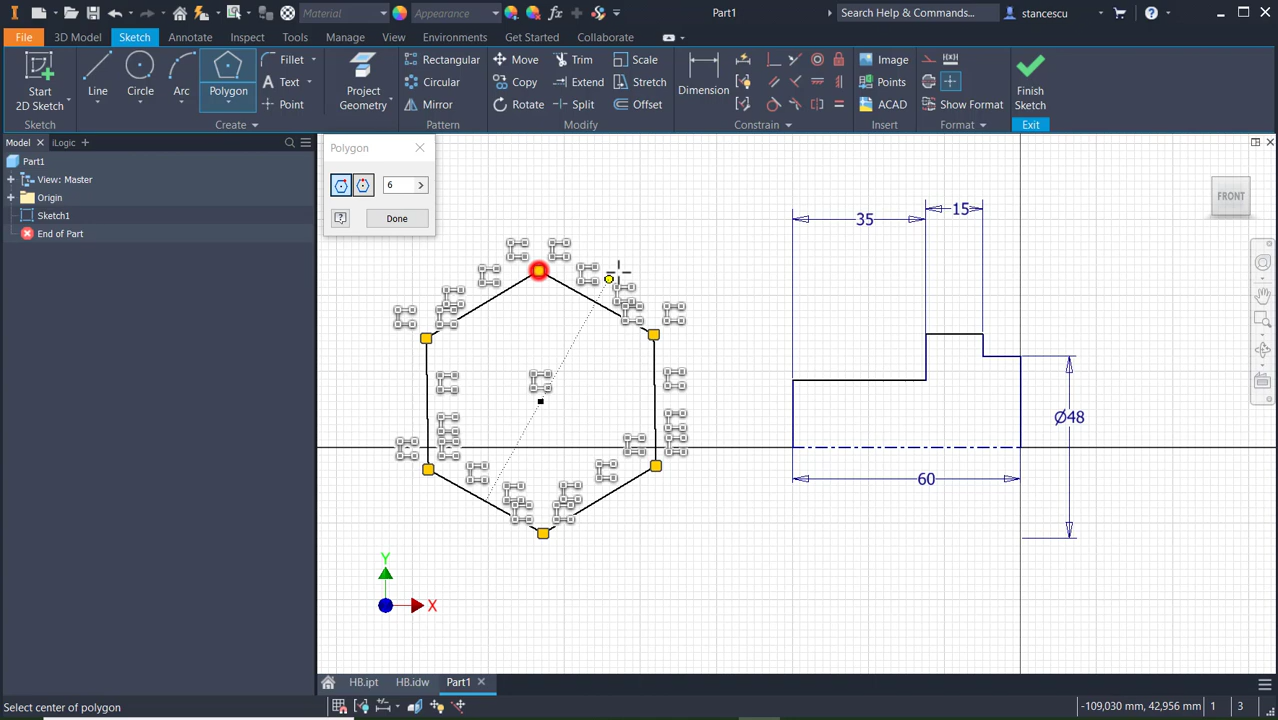 Material
Appearance
Part1
Search Help & Commands...
stancescu
File
3D Model
Sketch
Annotate
Inspect
Tools
Manage
View
Environments
Get Started
Collaborate
Start
2D Sketch
Line
Circle
Arc
Polygon
Fillet
Text
Point
Project
Geometry
Rectangular
Circular
Mirror
Move
Copy
Rotate
Trim
Extend
Split
Scale
Stretch
Offset
Dimension
Image
Points
ACAD
Show Format
Finish
Sketch
Sketch
Create
Pattern
Modify
Constrain
Insert
Format
Exit
Model
iLogic
Part1
View: Master
Origin
Sketch1
End of Part
Polygon
6
Done
FRONT
35
15
Ø48
60
Y
X
HB.ipt
HB.idw
Part1
Select center of polygon
-109,030 mm, 42,956 mm
1
3